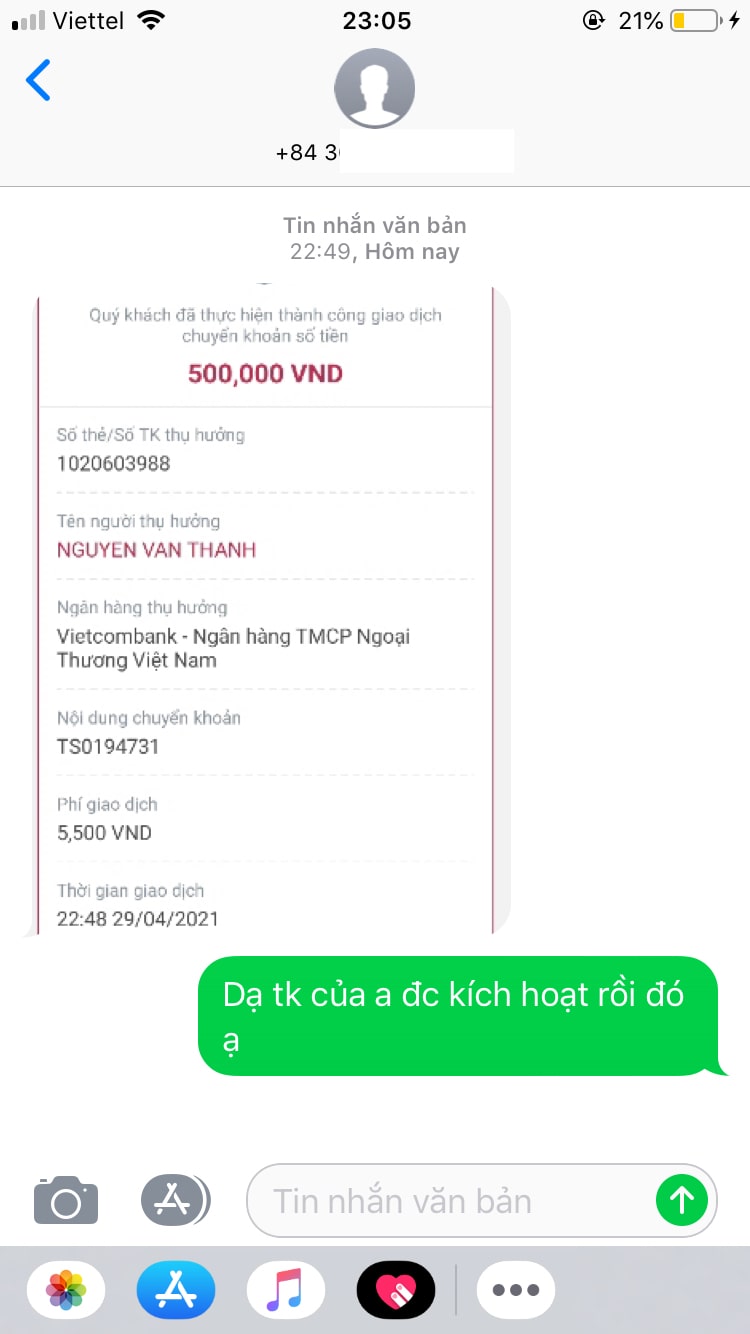 Viettel 23:05 21%
+84 3
Tin nhắn văn bản
22:49, Hôm nay
Quý khách đã thực hiện thành công giao dịch
chuyển khoản số tiền
500,000 VND
Số thẻ/Số TK thụ hưởng
1020603988
Tên người thụ hưởng
NGUYEN VAN THANH
Ngân hàng thụ hưởng
Vietcombank - Ngân hàng TMCP Ngoại
Thương Việt Nam
Nội dung chuyển khoản
TS0194731
Phí giao dịch
5,500 VND
Thời gian giao dịch
22:48 29/04/2021
Dạ tk của a đc kích hoạt rồi đó
ạ
Tin nhắn văn bản